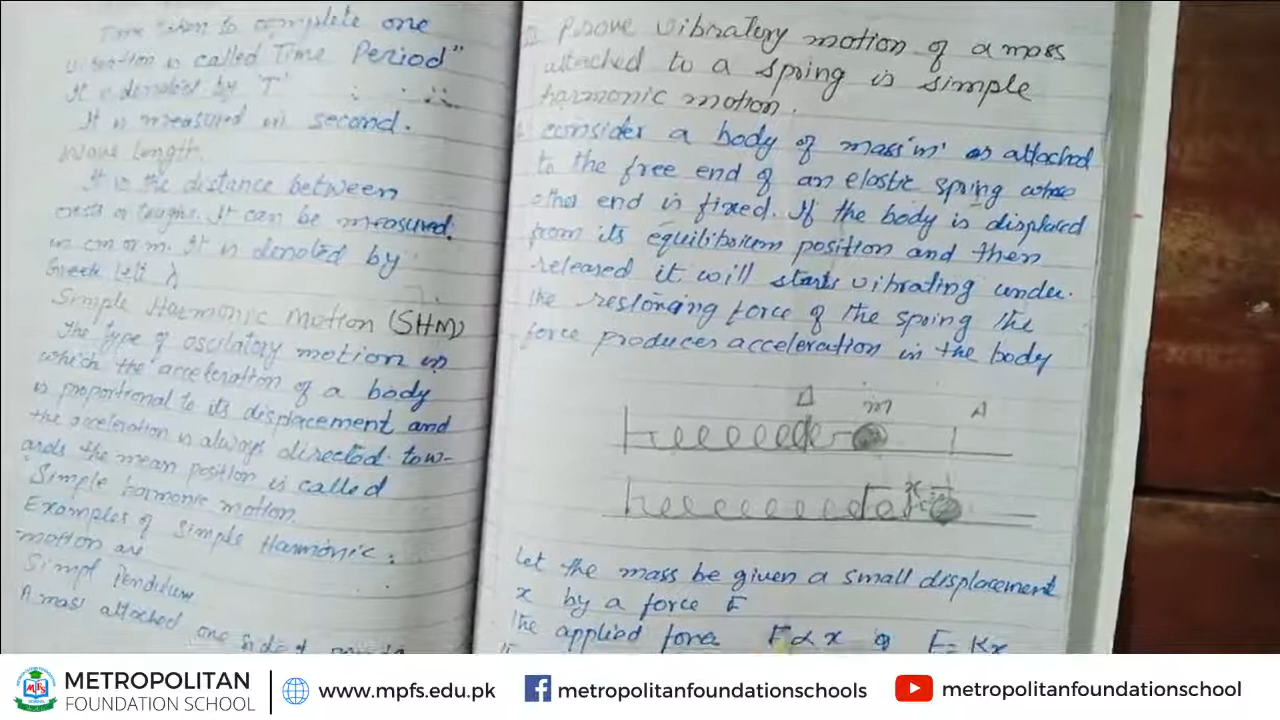 Time taken to complete one
vibration is called Time Period"
It is denoted by 'T'
It is measured in second.
Wave length.
It is the distance between
crests or toughs. It can be measured.
in cm or m. It is denoted by
Greek Lett λ
Simple Harmonic Motion (SHM)
The type of oscilatory motion in
which the acceleration of a body
is proportional to its displacement and
the acceleration is always directed tow-
ards the mean position is called
Simple harmonic motion.
Examples of Simple Harmonic.
motion are
Simpl Pendulum
A mass attached one side of
Prove vibratory motion of a mass
attached to a spring is simple
harmonic motion.
consider a body of mass 'm' attached
to the free end of an elastic spring whose
other end is fixed. If the body is displaced
from its equilibrium position and then
released it will starts vibrating under.
the restoring force of the spring the
force produces acceleration in the body
m A
x
Let the mass be given a small displacement
x by a force F
The applied force F ∝ x F = Kx
METROPOLITAN
FOUNDATION SCHOOL
www.mpfs.edu.pk
metropolitanfoundationschools
metropolitanfoundationschool